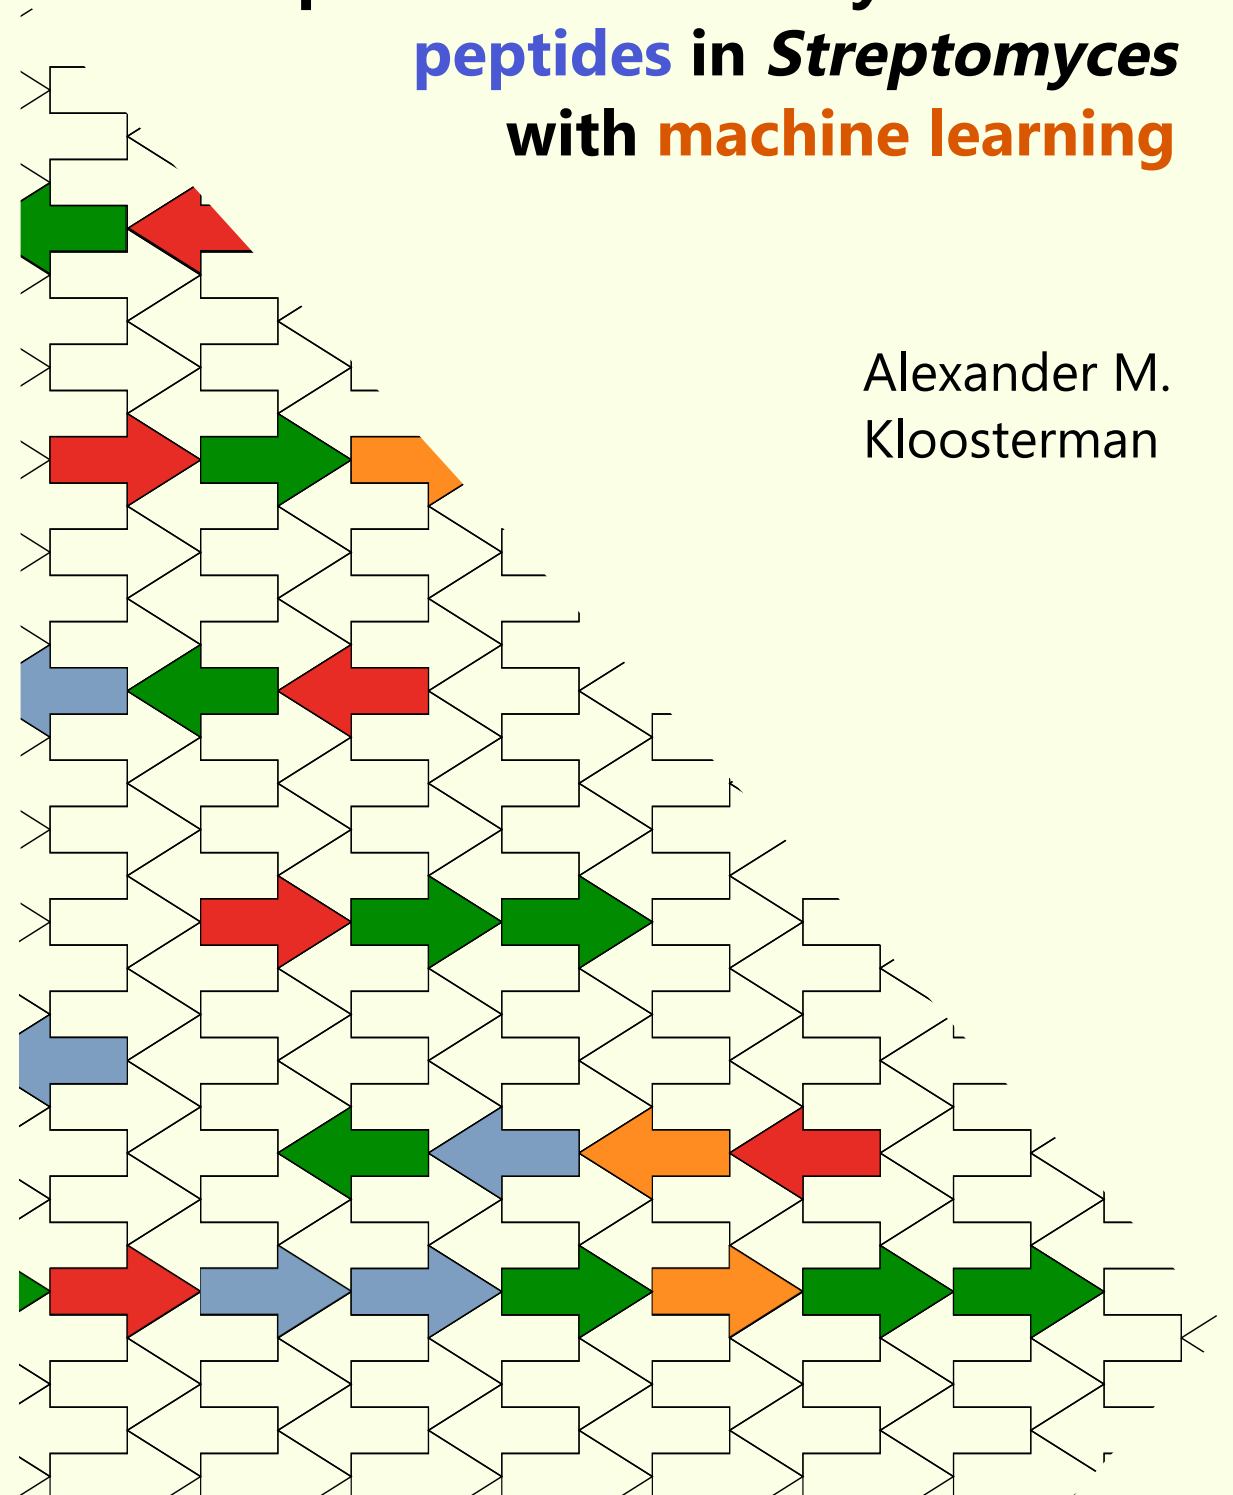 peptides in Streptomyces
with machine learning
Alexander M.
Kloosterman